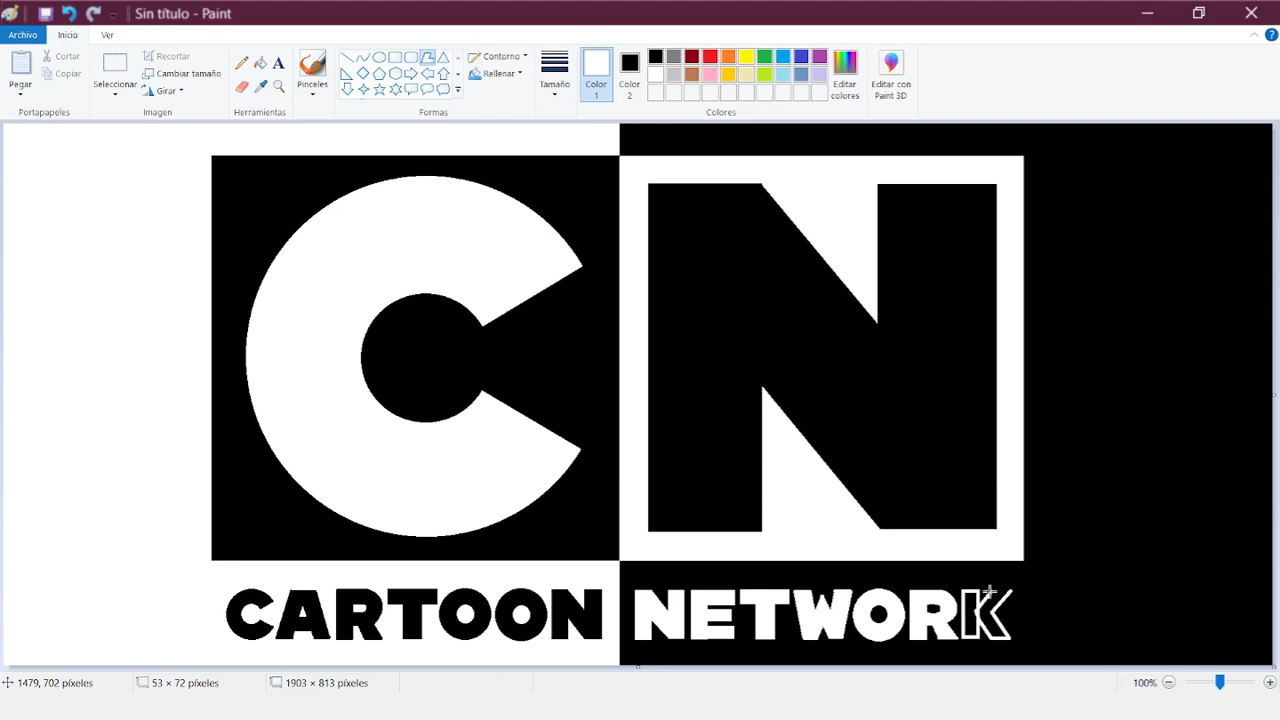 Sin título - Paint
Archivo Inicio Ver
Pegar
Cortar
Copiar
Portapapeles
Seleccionar
Recortar
Cambiar tamaño
Girar
Imagen
A
Herramientas
Pinceles
Contorno
Rellenar
Formas
Tamaño
Color 1
Color 2
Editar colores
Colores
Editar con Paint 3D
CN
CARTOON NETWORK
1479, 702 píxeles 53 × 72 píxeles 1903 × 813 píxeles 100%